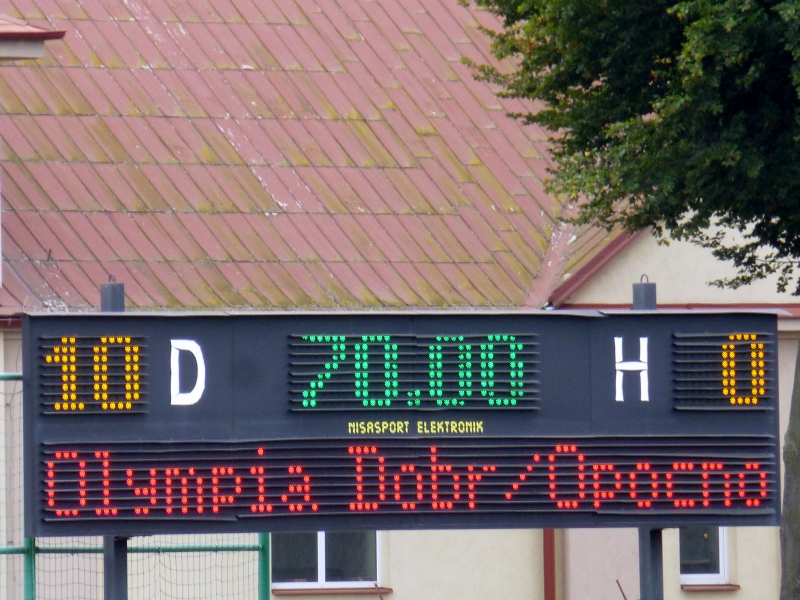 10 D 70.00 H 0
NISASPORT ELEKTRONIK
Olympia Dobr/Opocno